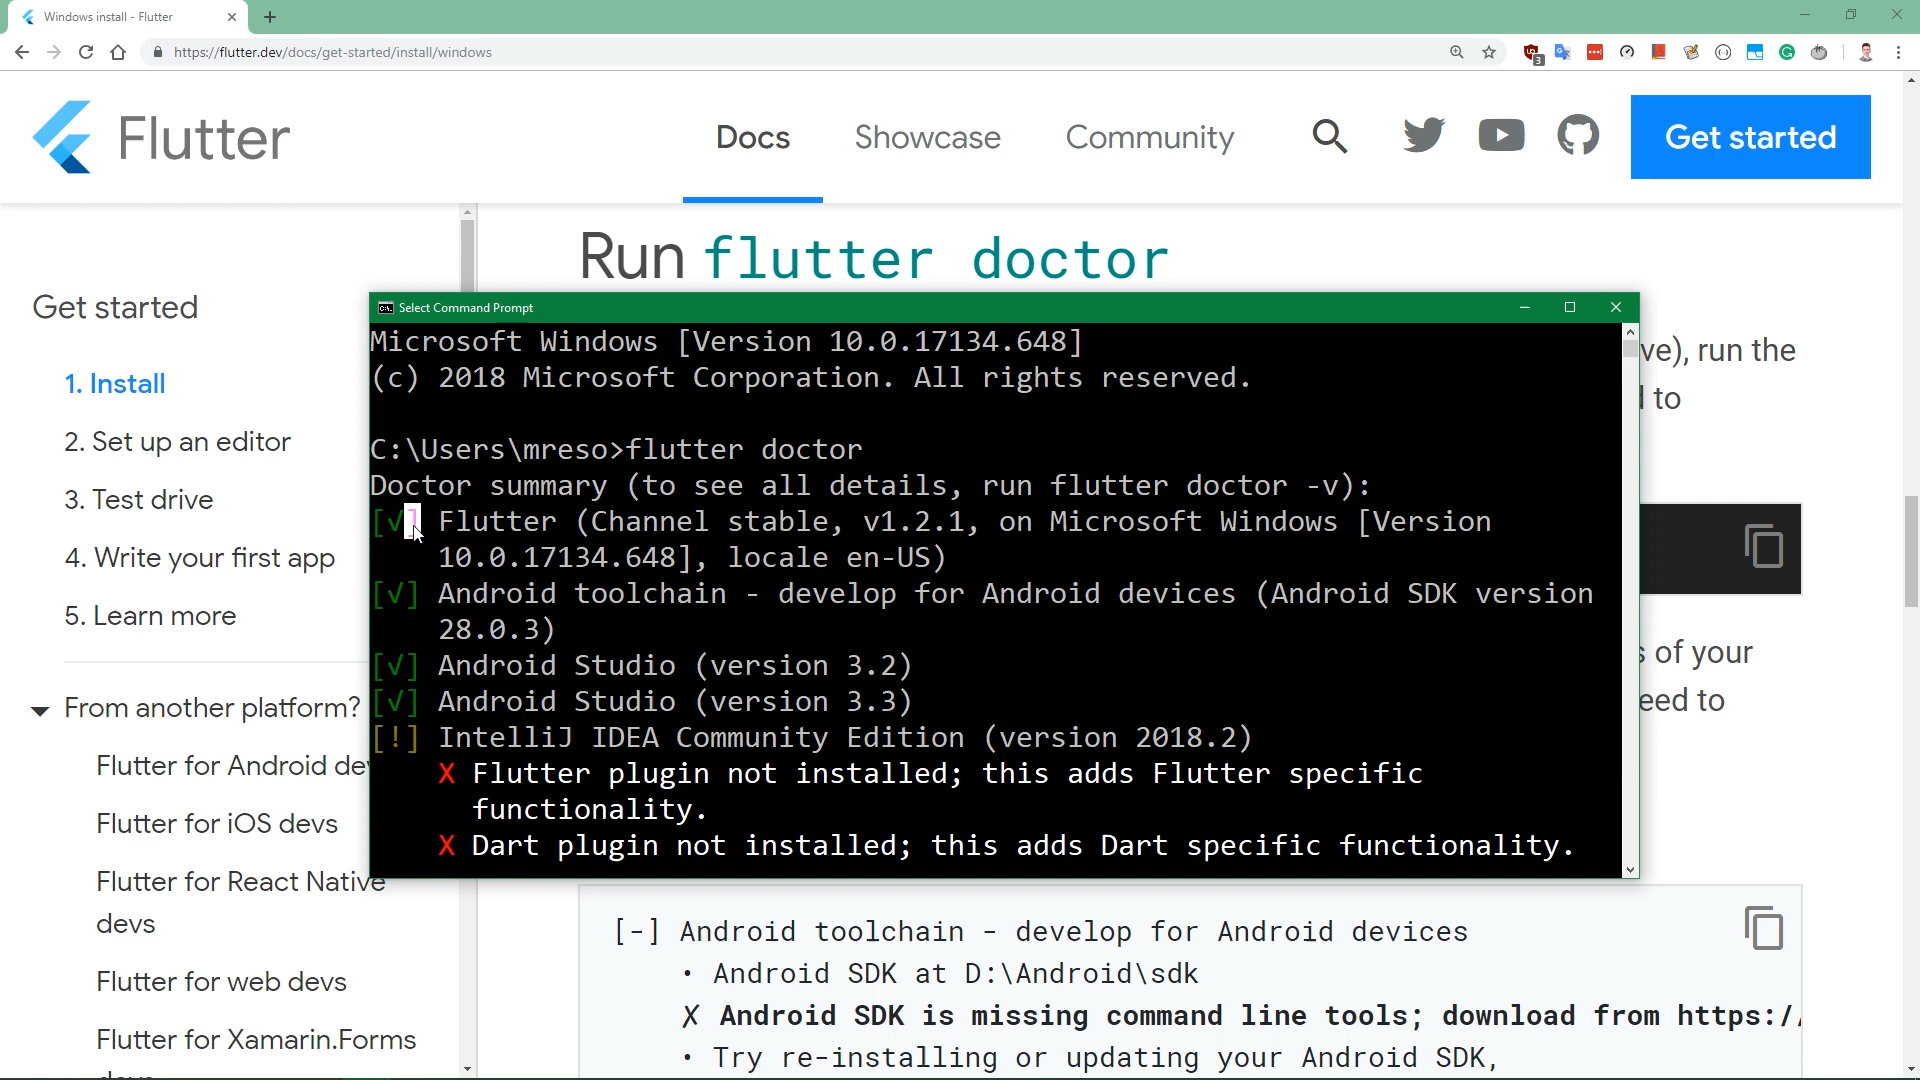 Windows install - Flutter
https://flutter.dev/docs/get-started/install/windows
3
Flutter
Docs
Showcase
Community
Get started
Get started
1. Install
2. Set up an editor
3. Test drive
4. Write your first app
5. Learn more
From another platform?
Flutter for Android dev
Flutter for iOS devs
Flutter for React Native
devs
Flutter for web devs
Flutter for Xamarin.Forms
Run flutter doctor
ve), run the
to
s of your
eed to
Select Command Prompt
Microsoft Windows [Version 10.0.17134.648]
(c) 2018 Microsoft Corporation. All rights reserved.
C:\Users\mreso>flutter doctor
Doctor summary (to see all details, run flutter doctor -v):
[√] Flutter (Channel stable, v1.2.1, on Microsoft Windows [Version
10.0.17134.648], locale en-US)
[√] Android toolchain - develop for Android devices (Android SDK version
28.0.3)
[√] Android Studio (version 3.2)
[√] Android Studio (version 3.3)
[!] IntelliJ IDEA Community Edition (version 2018.2)
X Flutter plugin not installed; this adds Flutter specific
functionality.
X Dart plugin not installed; this adds Dart specific functionality.
[-] Android toolchain - develop for Android devices
• Android SDK at D:\Android\sdk
✗ Android SDK is missing command line tools; download from https:/
• Try re-installing or updating your Android SDK,